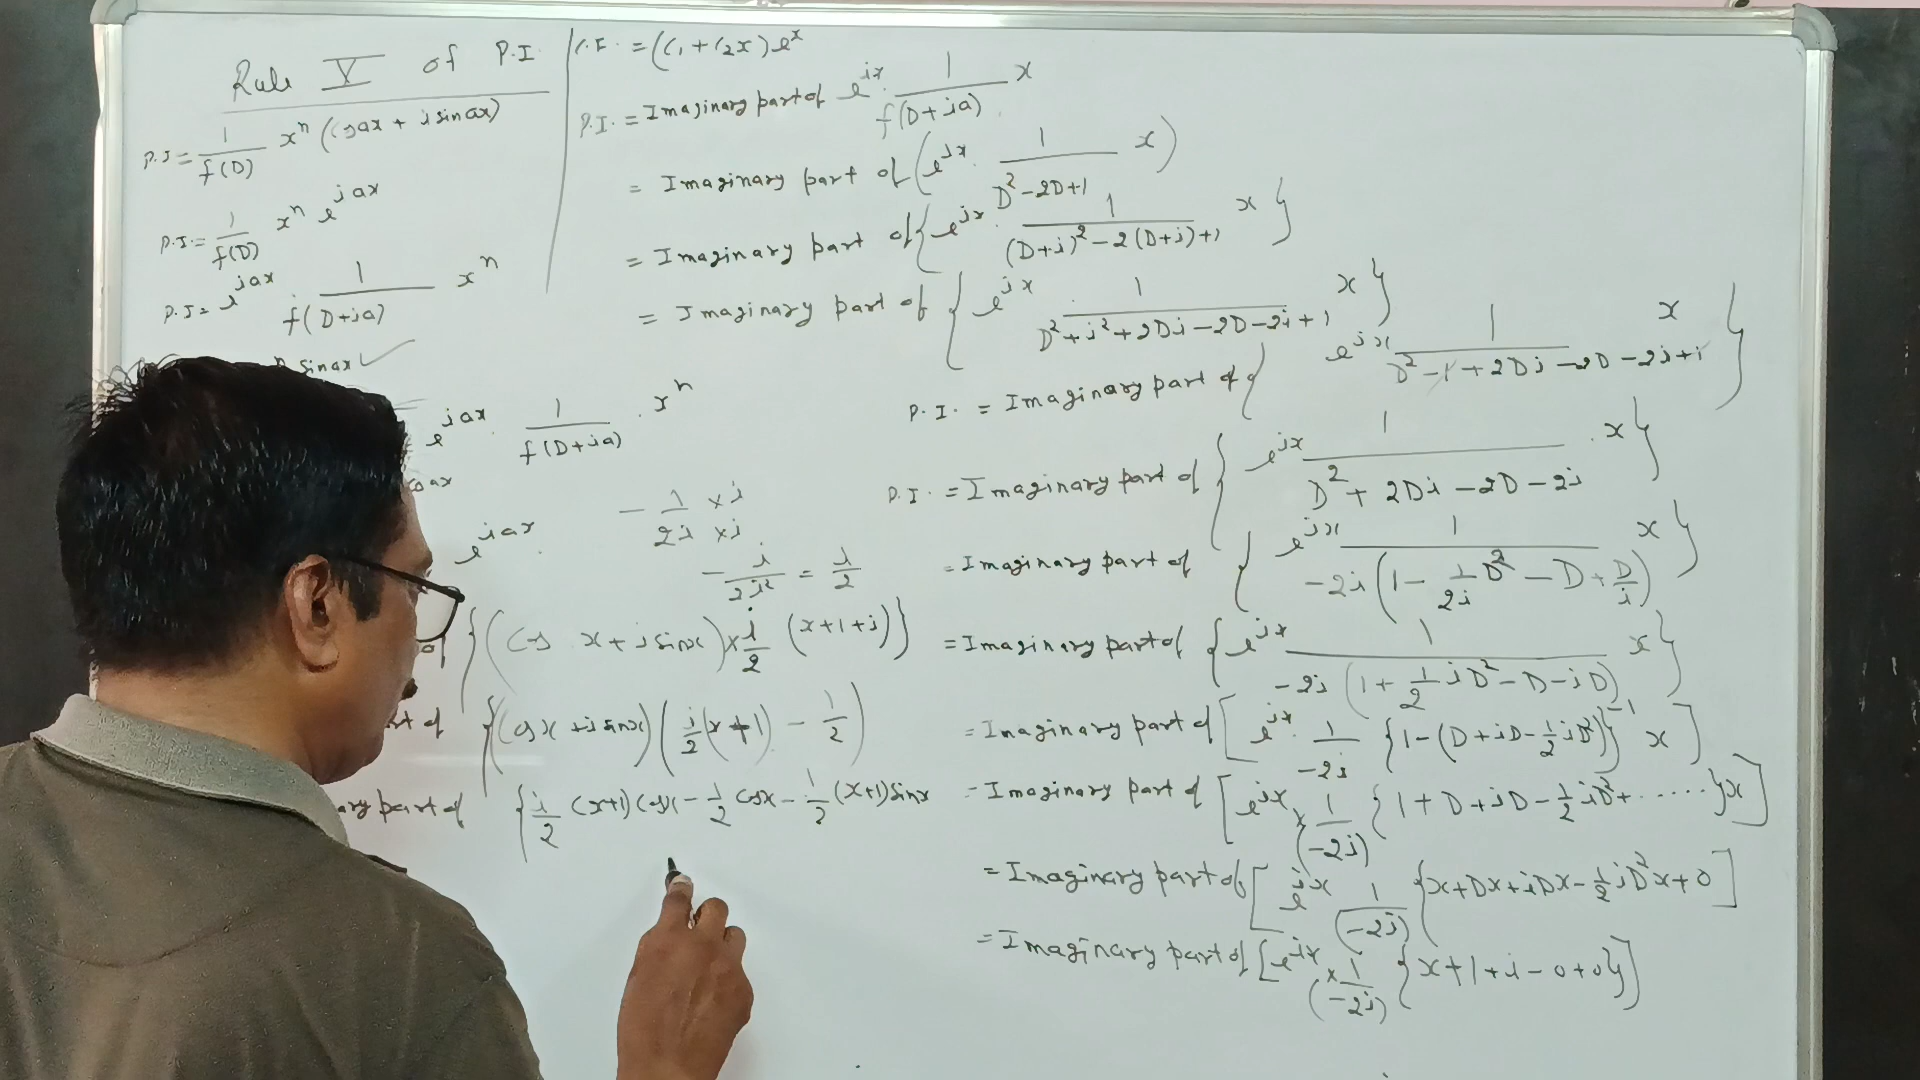 Rule V of P.I.
P.I = 1/f(D) x^n (cos ax + i sin ax)
P.I. = 1/f(D) x^n e^{iax}
P.I = e^{iax} 1/f(D+ia) x^n
sin ax ✓
e^{iax} . 1/f(D+ia) . x^n
cos ax
e^{iax}.
- 1/2i × i/× i
- i/2i² = i/2
of {(cos x + i sin x) × i/2 (x+1+i)}
part of {(cos x + i sin x) (i/2 (x+1) - 1/2)
ary part of {i/2 (x+1) cos x - 1/2 cos x - 1/2 (x+1) sin x
C.F. = (C₁ + C₂x) e^x
P.I. = Imaginary part of e^{ix} . 1/f(D+ia) x
= Imaginary part of (e^{ix} . 1/D²-2D+1 x)
= Imaginary part of {e^{ix} . 1/(D+i)²-2(D+i)+1 x}
= Imaginary part of {e^{ix} 1/D²+i²+2Di-2D-2i+1 x}
P.I. = Imaginary part of { e^{ix} 1/D²-1+2Di-2D-2i+1 x }
P.I. = Imaginary part of {e^{ix} 1/D²+2Di-2D-2i . x}
= Imaginary part of {e^{ix} 1/-2i(1 - 1/2i D² - D + D/i) x}
= Imaginary part of {e^{ix} 1/-2i(1 + 1/2 iD² - D - iD) x}
= Imaginary part of [e^{ix} . 1/-2i {1-(D+iD-1/2 iD²)}^{-1} x]
= Imaginary part of [e^{ix} × 1/(-2i) {1+D+iD-1/2 iD²+......}x]
= Imaginary part of [e^{ix} 1/(-2i) {x+Dx+iDx-1/2 iD²x+0]
= Imaginary part of [e^{ix} × 1/(-2i) {x+1+i-0+0}]